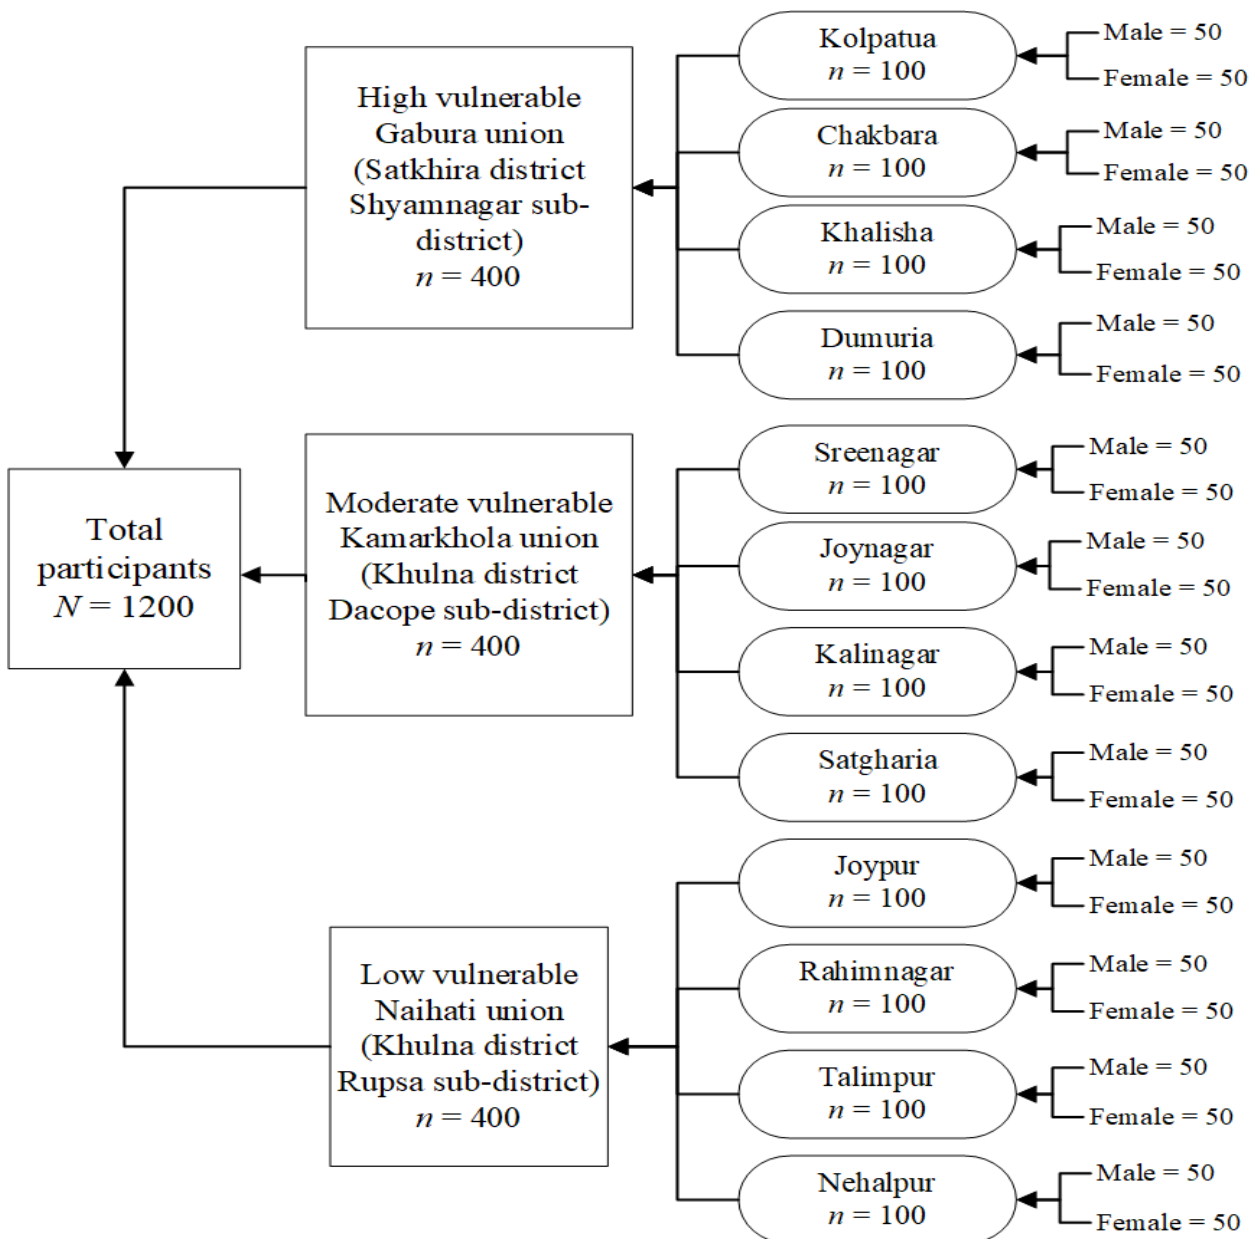 Total
participants
N = 1200
High vulnerable
Gabura union
(Satkhira district
Shyamnagar sub-
district)
n = 400
Kolpatua
n = 100
Male = 50
Female = 50
Chakbara
n = 100
Male = 50
Female = 50
Khalisha
n = 100
Male = 50
Female = 50
Dumuria
n = 100
Male = 50
Female = 50
Moderate vulnerable
Kamarkhola union
(Khulna district
Dacope sub-district)
n = 400
Sreenagar
n = 100
Male = 50
Female = 50
Joynagar
n = 100
Male = 50
Female = 50
Kalinagar
n = 100
Male = 50
Female = 50
Satgharia
n = 100
Male = 50
Female = 50
Low vulnerable
Naihati union
(Khulna district
Rupsa sub-district)
n = 400
Joypur
n = 100
Male = 50
Female = 50
Rahimnagar
n = 100
Male = 50
Female = 50
Talimpur
n = 100
Male = 50
Female = 50
Nehalpur
n = 100
Male = 50
Female = 50